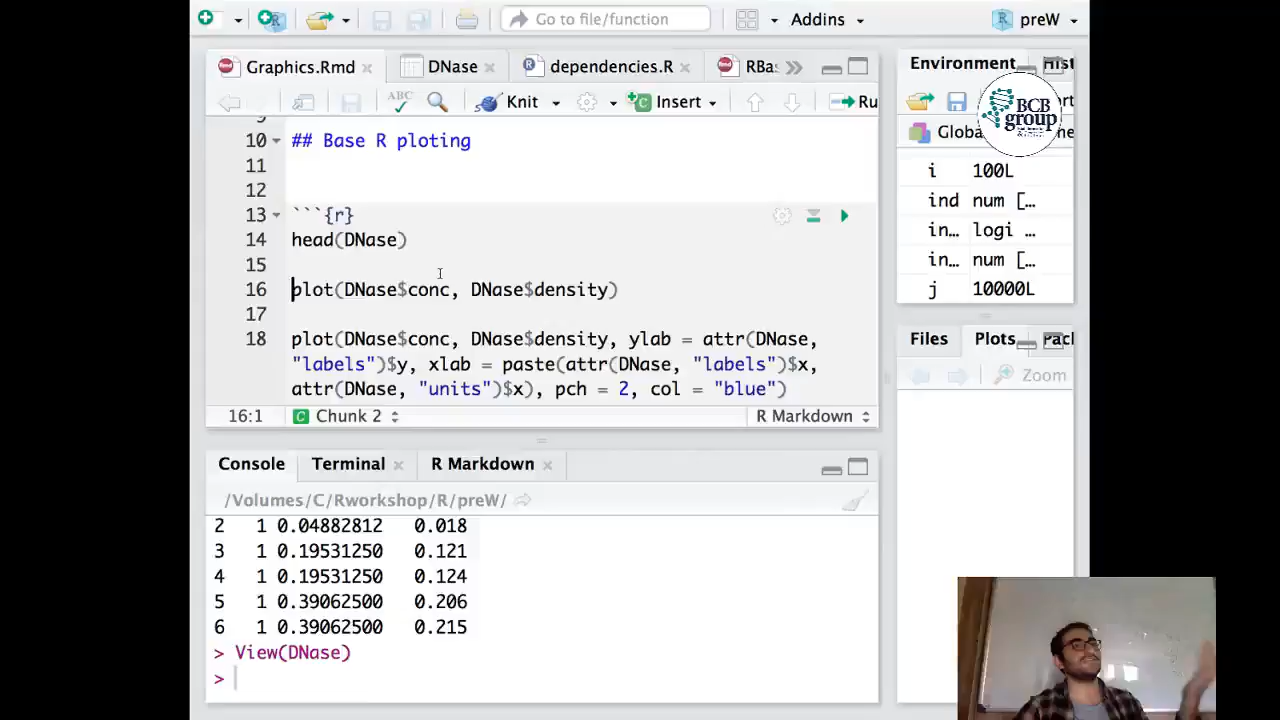 Go to file/function
Addins
preW
Graphics.Rmd
DNase
dependencies.R
RBa
Environment
Hist
ABC
Knit
Insert
Ru
BCB
group
Globa
10
## Base R ploting
11
12
13
```{r}
14
head(DNase)
15
16
plot(DNase$conc, DNase$density)
17
18
plot(DNase$conc, DNase$density, ylab = attr(DNase,
"labels")$y, xlab = paste(attr(DNase, "labels")$x,
attr(DNase, "units")$x), pch = 2, col = "blue")
16:1
Chunk 2
R Markdown
i 100L
ind num [...
in... logi ...
in... num [...
j 10000L
Files
Plots
Pack
Zoom
Console
Terminal
R Markdown
/Volumes/C/Rworkshop/R/preW/
2 1 0.04882812 0.018
3 1 0.19531250 0.121
4 1 0.19531250 0.124
5 1 0.39062500 0.206
6 1 0.39062500 0.215
> View(DNase)
>